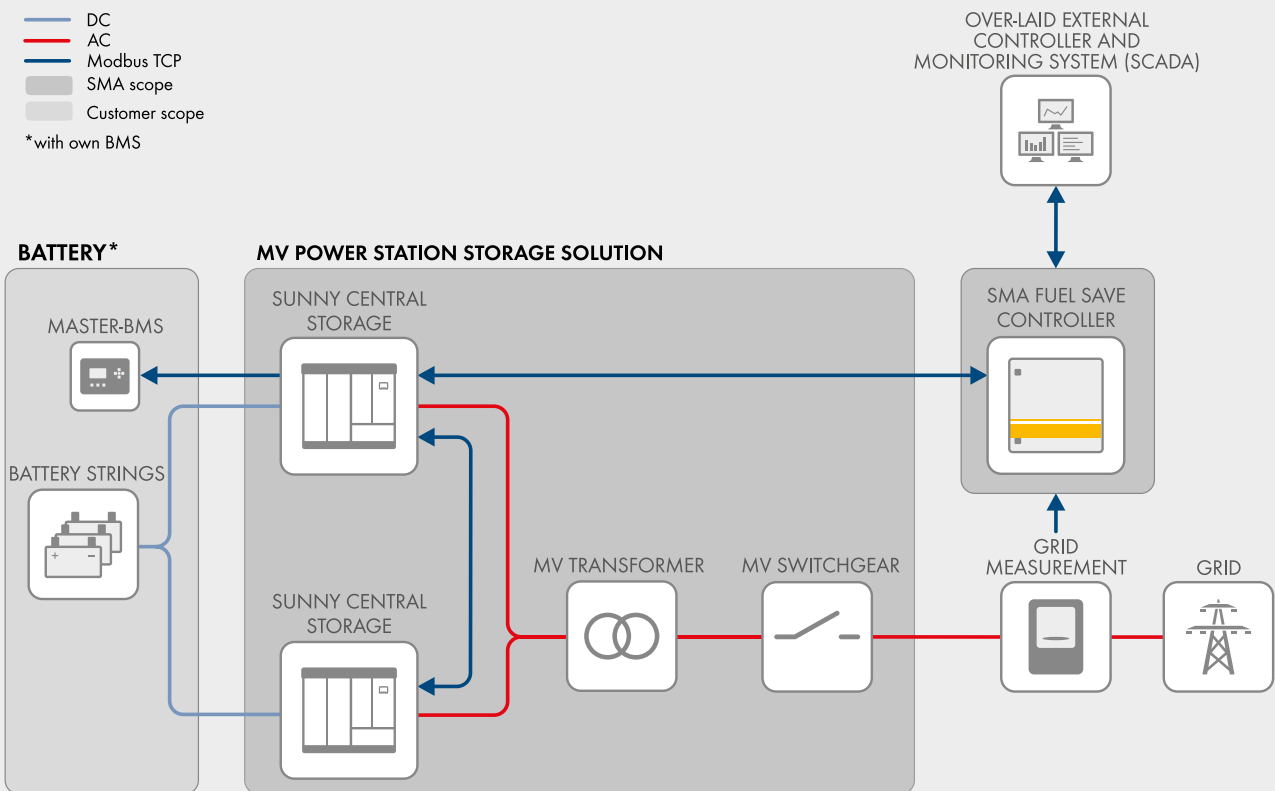 DC
AC
Modbus TCP
SMA scope
Customer scope
*with own BMS
OVER-LAID EXTERNAL
CONTROLLER AND
MONITORING SYSTEM (SCADA)
BATTERY*
MV POWER STATION STORAGE SOLUTION
MASTER-BMS
SUNNY CENTRAL
STORAGE
SMA FUEL SAVE
CONTROLLER
BATTERY STRINGS
+ −
SUNNY CENTRAL
STORAGE
MV TRANSFORMER
MV SWITCHGEAR
GRID
MEASUREMENT
GRID